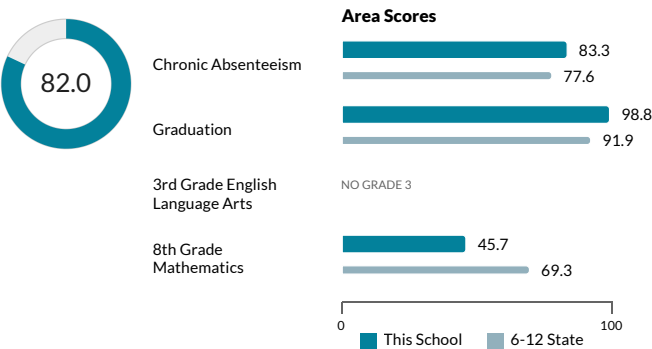 Area Scores
82.0
Chronic Absenteeism
83.3
77.6
Graduation
98.8
91.9
3rd Grade English
Language Arts
NO GRADE 3
8th Grade
Mathematics
45.7
69.3
0
100
This School
6-12 State